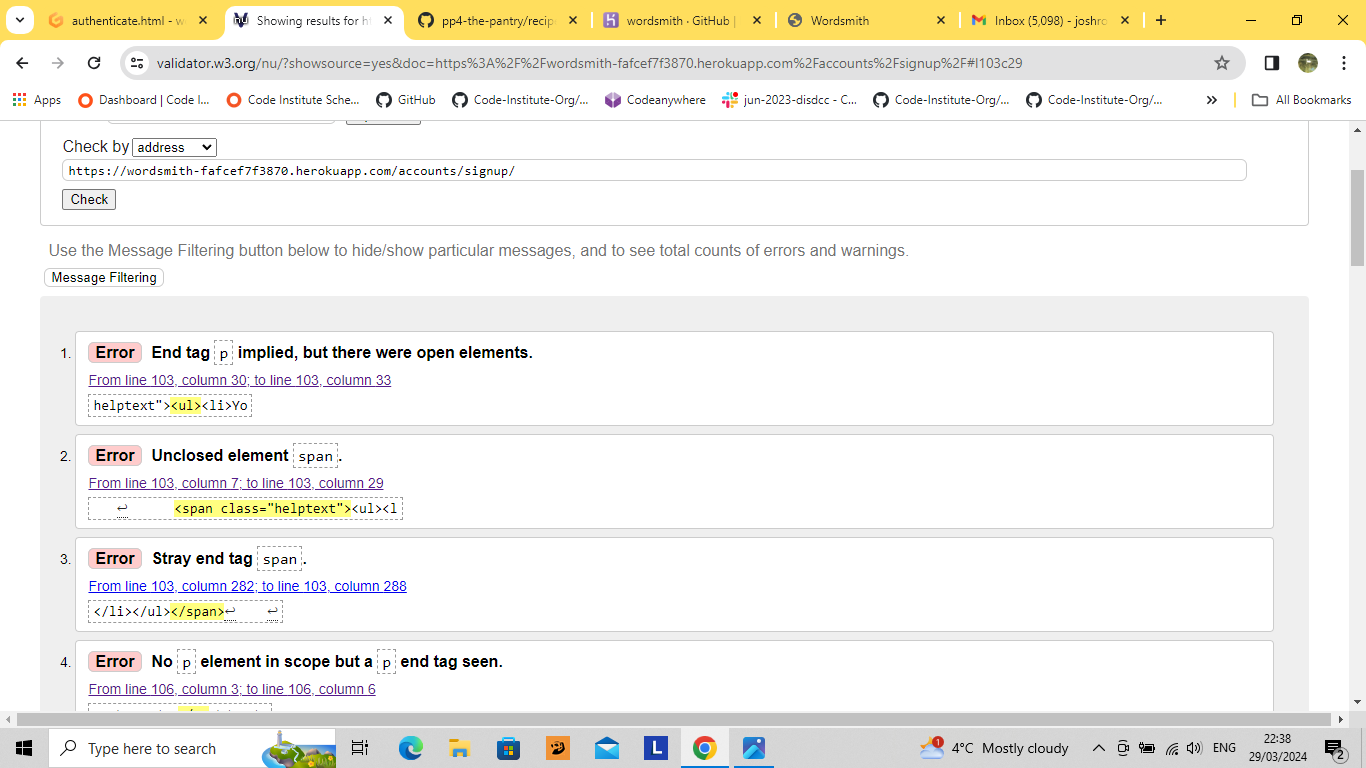 authenticate.html - w
Showing results for ht
pp4-the-pantry/recip
wordsmith · GitHub |
Wordsmith
Inbox (5,098) - joshro
validator.w3.org/nu/?showsource=yes&doc=https%3A%2F%2Fwordsmith-fafcef7f3870.herokuapp.com%2Faccounts%2Fsignup%2F#l103c29
Apps
Dashboard | Code I...
Code Institute Sche...
GitHub
Code-Institute-Org/...
Codeanywhere
jun-2023-disdcc - C...
Code-Institute-Org/...
Code-Institute-Org/...
»
All Bookmarks
Check by address
https://wordsmith-fafcef7f3870.herokuapp.com/accounts/signup/
Check
Use the Message Filtering button below to hide/show particular messages, and to see total counts of errors and warnings.
Message Filtering
1. Error End tag p implied, but there were open elements.
From line 103, column 30; to line 103, column 33
helptext"><ul><li>Yo
2. Error Unclosed element span.
From line 103, column 7; to line 103, column 29
↩ <span class="helptext"><ul><l
3. Error Stray end tag span.
From line 103, column 282; to line 103, column 288
</li></ul></span>↩ ↩
4. Error No p element in scope but a p end tag seen.
From line 106, column 3; to line 106, column 6
Type here to search
1
4°C Mostly cloudy
ENG
22:38
29/03/2024
2